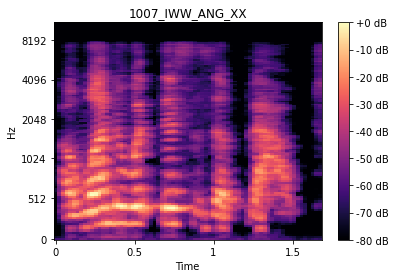 1007_IWW_ANG_XX
+0 dB
8192
-10 dB
4096
-20 dB
-30 dB
2048
Hz
-40 dB
1024
-50 dB
512
-60 dB
-70 dB
0
-80 dB
0
0.5
1
1.5
Time